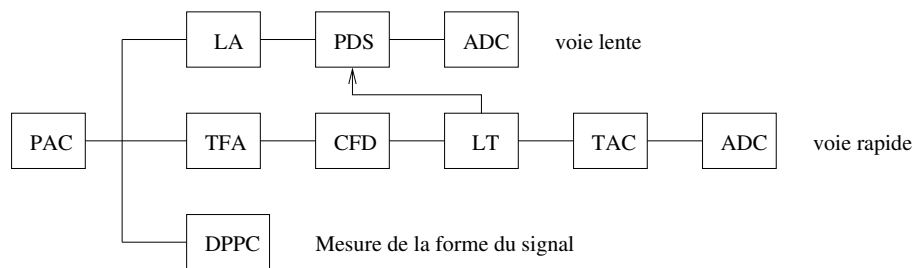 LA PDS ADC voie lente
PAC TFA CFD LT TAC ADC voie rapide
DPPC Mesure de la forme du signal